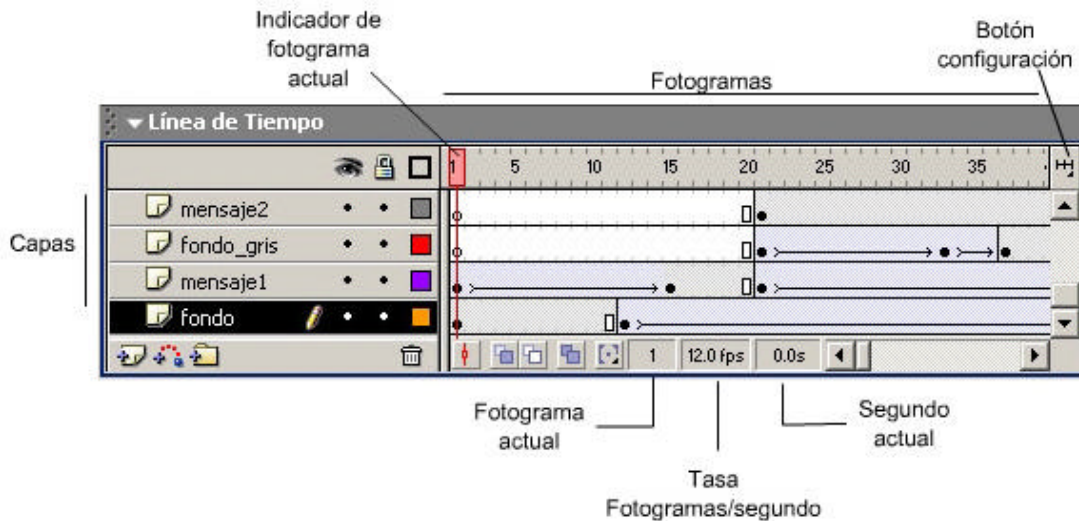 Indicador de
fotograma
actual
Botón
configuración
Fotogramas
Línea de Tiempo
1 5 10 15 20 25 30 35
Capas
mensaje2
fondo_gris
mensaje1
fondo
1 12.0 fps 0.0s
Fotograma
actual
Segundo
actual
Tasa
Fotogramas/segundo